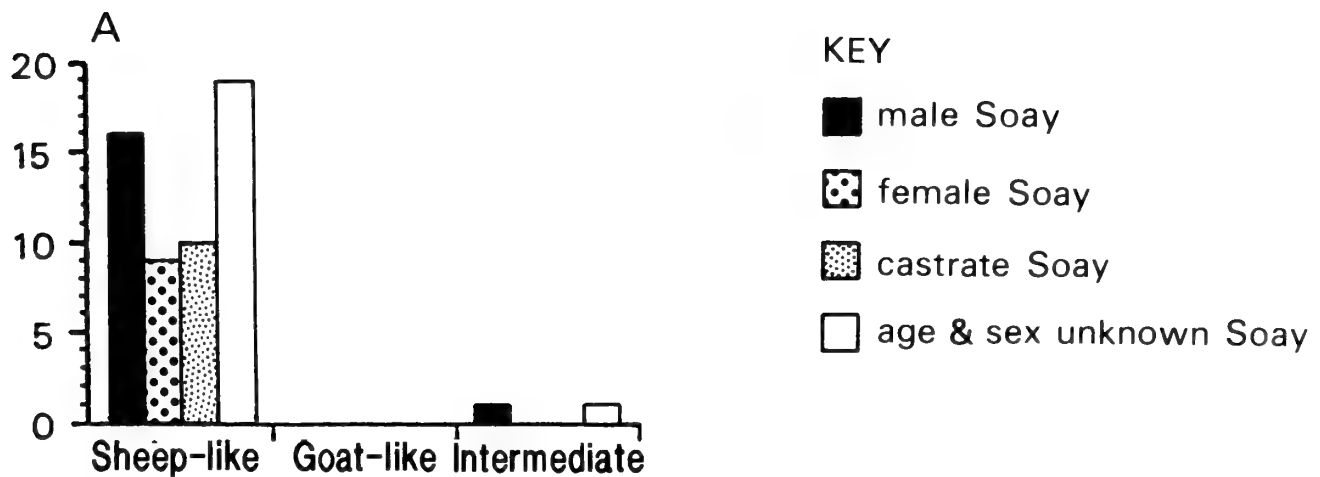 A
20
15
10
5
0
Sheep-like Goat-like Intermediate
KEY
male Soay
female Soay
castrate Soay
age & sex unknown Soay